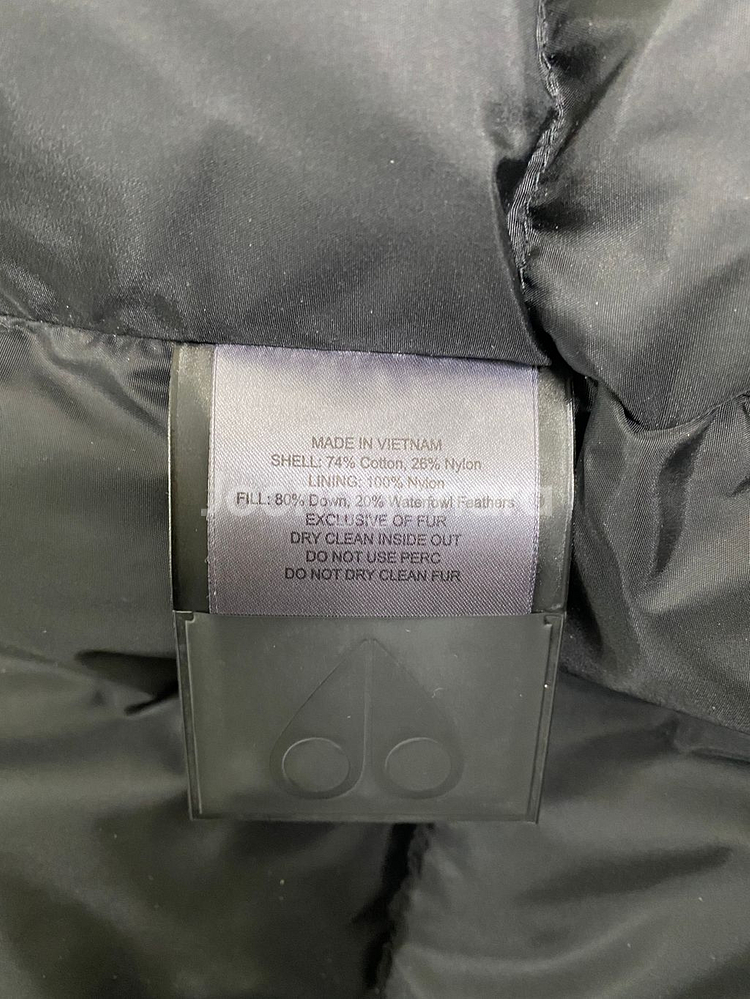 MADE IN VIETNAM
SHELL: 74% Cotton, 26% Nylon
LINING: 100% Nylon
FILL: 80% Down, 20% Waterfowl Feathers
EXCLUSIVE OF FUR
DRY CLEAN INSIDE OUT
DO NOT USE PERC
DO NOT DRY CLEAN FUR